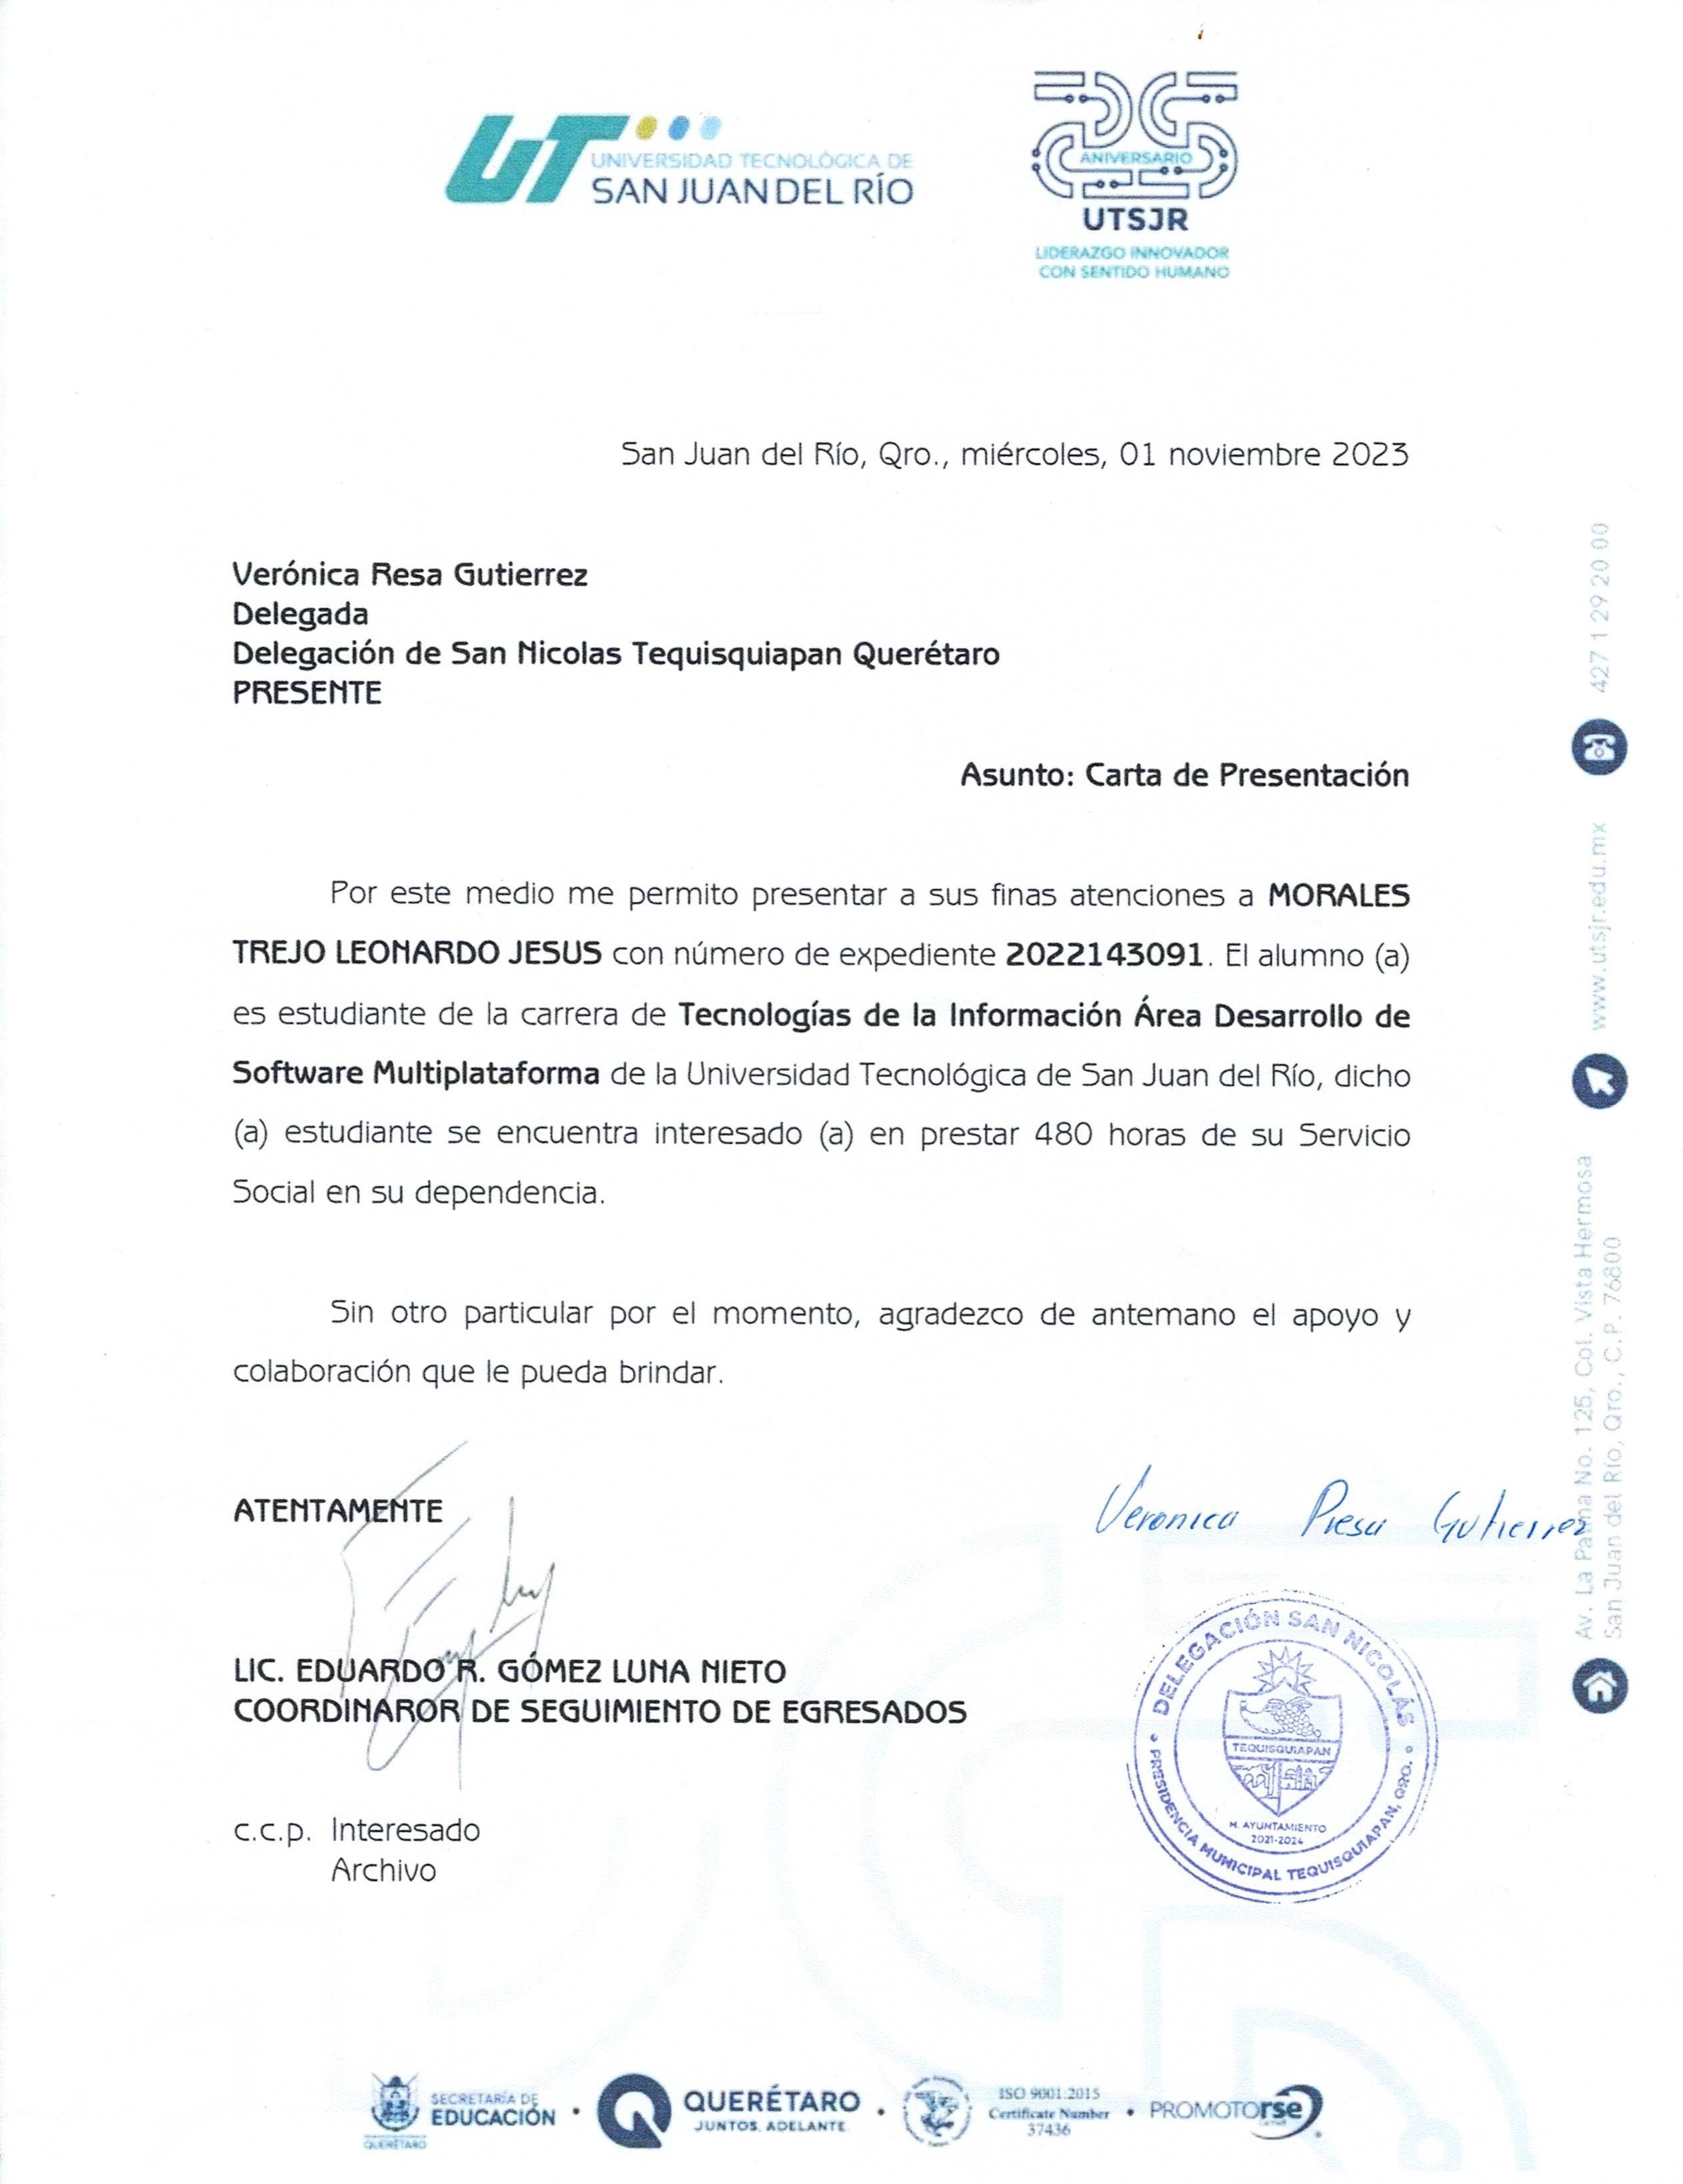 UT
UNIVERSIDAD TECNOLÓGICA DE
SAN JUAN DEL RÍO
25
ANIVERSARIO
UTSJR
LIDERAZGO INNOVADOR
CON SENTIDO HUMANO
San Juan del Río, Qro., miércoles, 01 noviembre 2023
Verónica Resa Gutierrez
Delegada
Delegación de San Nicolas Tequisquiapan Querétaro
PRESENTE
Asunto: Carta de Presentación
Por este medio me permito presentar a sus finas atenciones a MORALES
TREJO LEONARDO JESUS con número de expediente 2022143091. El alumno (a)
es estudiante de la carrera de Tecnologías de la Información Área Desarrollo de
Software Multiplataforma de la Universidad Tecnológica de San Juan del Río, dicho
(a) estudiante se encuentra interesado (a) en prestar 480 horas de su Servicio
Social en su dependencia.
Sin otro particular por el momento, agradezco de antemano el apoyo y
colaboración que le pueda brindar.
ATENTAMENTE
Veronica Presa Gutierrez
LIC. EDUARDO R. GÓMEZ LUNA NIETO
COORDINAROR DE SEGUIMIENTO DE EGRESADOS
c.c.p. Interesado
Archivo
DELEGACIÓN SAN NICOLÁS
TEQUISQUIAPAN
H. AYUNTAMIENTO
2021-2024
PRESIDENCIA MUNICIPAL TEQUISQUIAPAN, QRO.
427 1 29 20 00
www.utsjr.edu.mx
Av. La Palma No. 125, Col. Vista Hermosa
San Juan del Río, Qro., C.P. 76800
SECRETARÍA DE
EDUCACIÓN
QUERÉTARO
QUERÉTARO
JUNTOS, ADELANTE.
ISO 9001:2015
Certificate Number
37436
PROMOTORSE